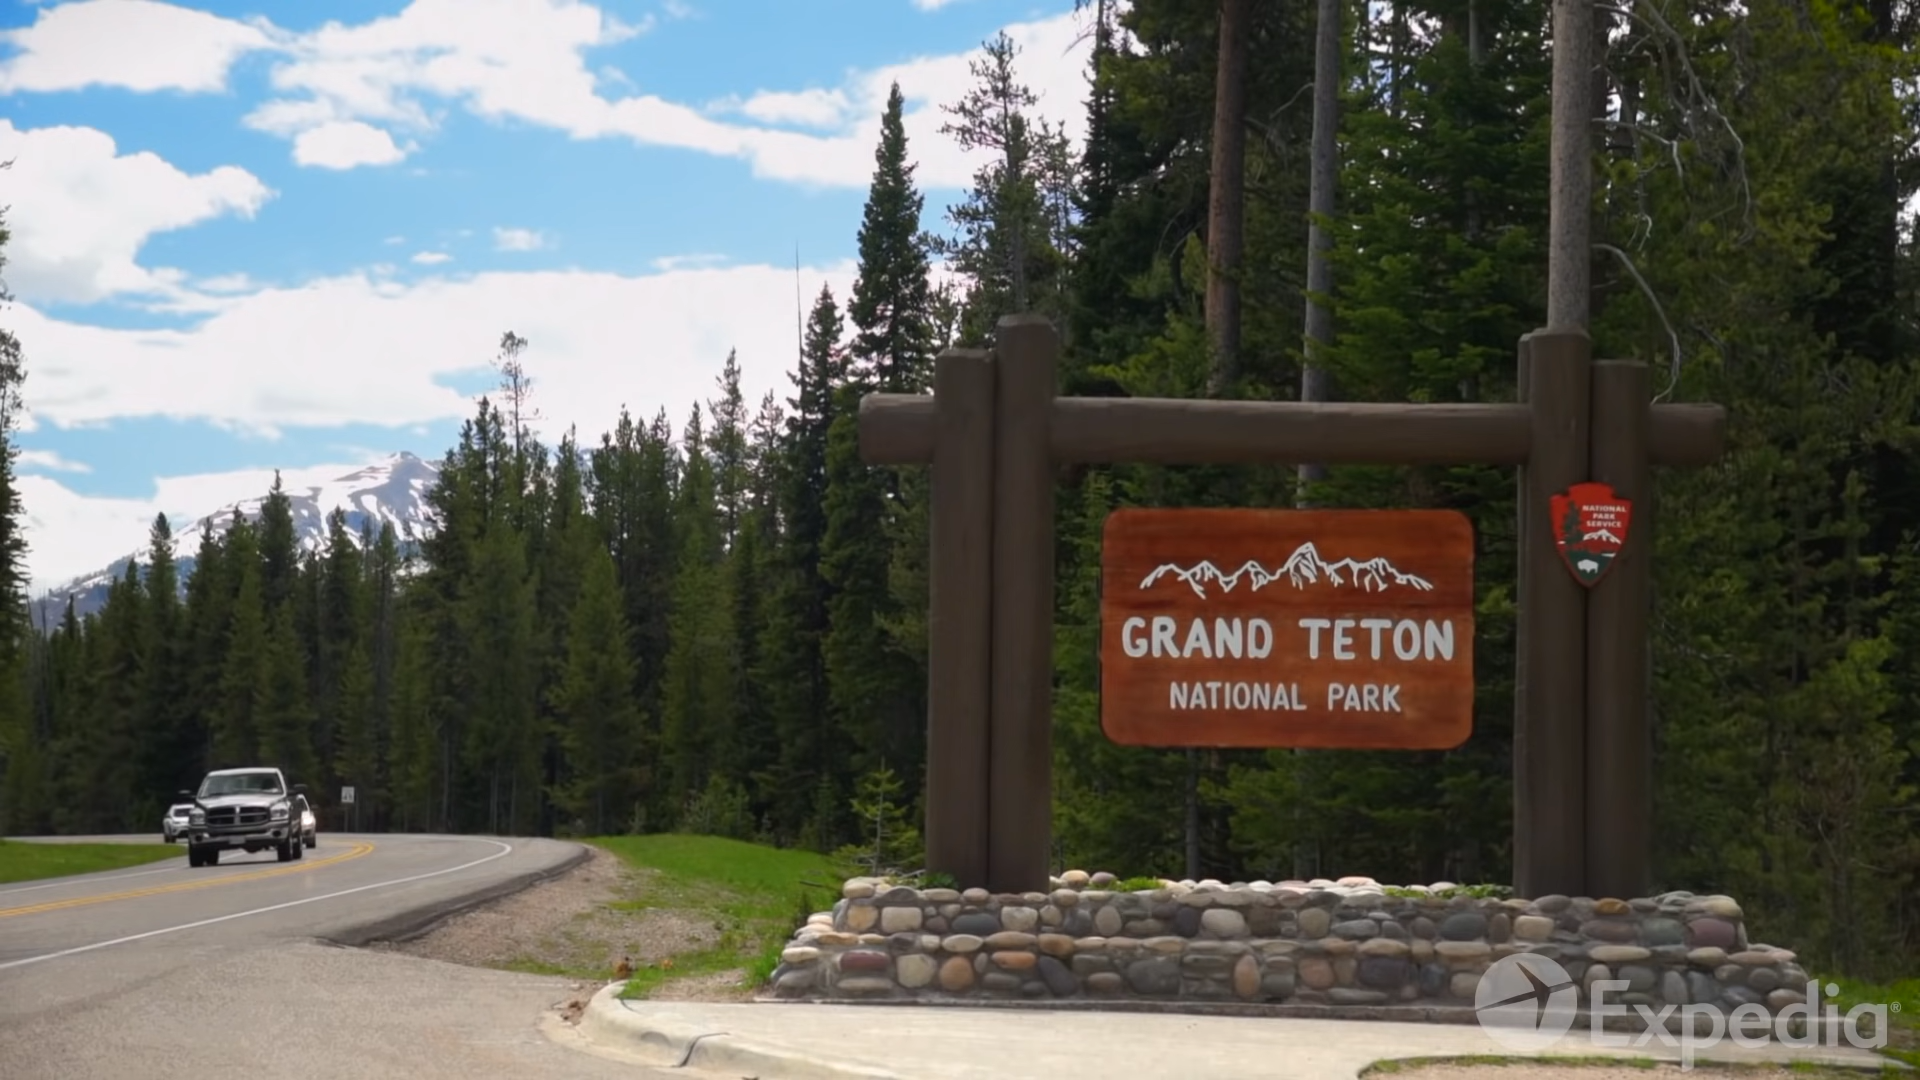 NATIONAL
PARK
SERVICE
GRAND TETON
NATIONAL PARK
Expedia®